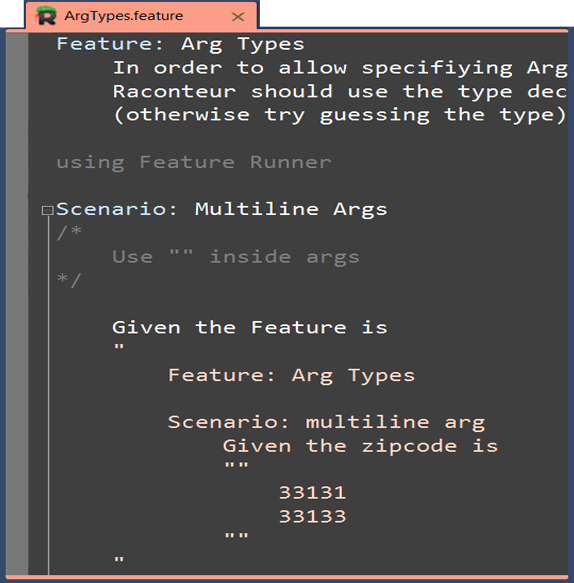 ArgTypes.feature
Feature: Arg Types
In order to allow specifiying Arg
Raconteur should use the type dec
(otherwise try guessing the type)
using Feature Runner
Scenario: Multiline Args
/*
Use "" inside args
*/
Given the Feature is
"
Feature: Arg Types
Scenario: multiline arg
Given the zipcode is
""
33131
33133
""
"